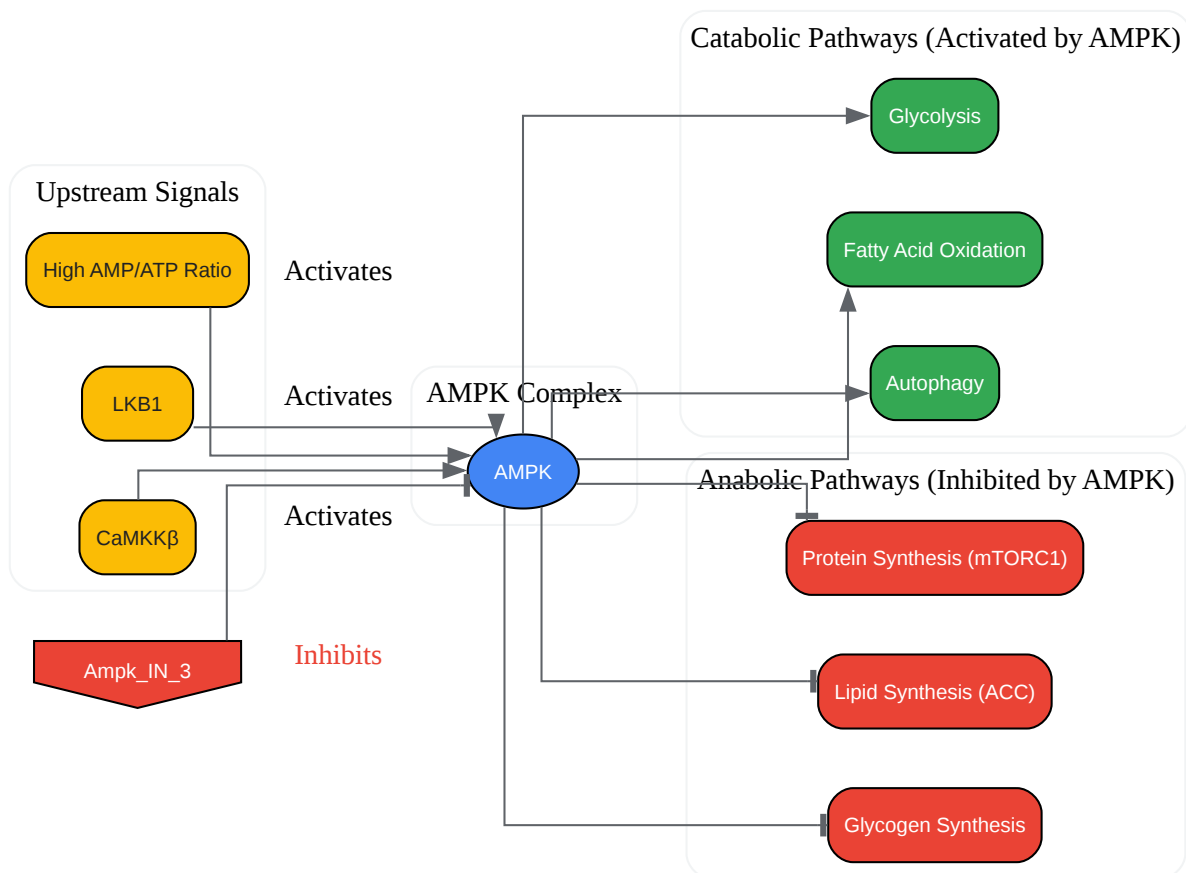 Catabolic Pathways (Activated by AMPK)
Glycolysis
Fatty Acid Oxidation
Autophagy
Upstream Signals
High AMP/ATP Ratio
LKB1
CaMKKβ
Activates
Activates
Activates
AMPK Complex
AMPK
Anabolic Pathways (Inhibited by AMPK)
Protein Synthesis (mTORC1)
Lipid Synthesis (ACC)
Glycogen Synthesis
Ampk_IN_3
Inhibits